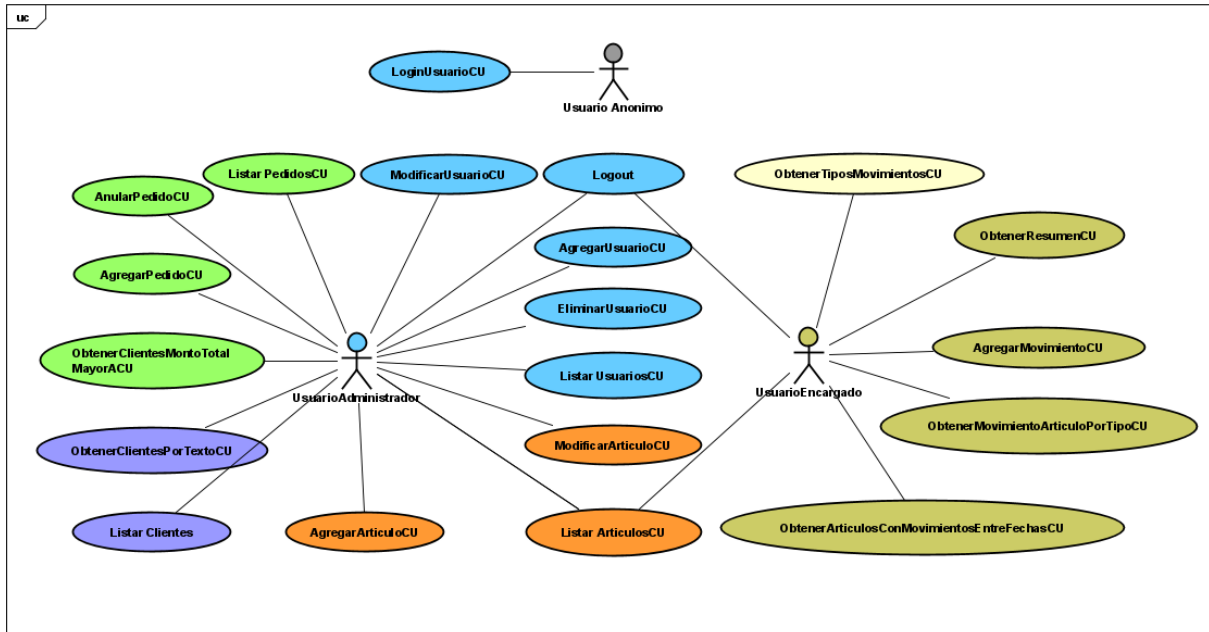 uc
LoginUsuarioCU
Usuario Anonimo
Listar PedidosCU
ModificarUsuarioCU
Logout
ObtenerTiposMovimientosCU
AnularPedidoCU
AgregarUsuarioCU
ObtenerResumenCU
AgregarPedidoCU
EliminarUsuarioCU
ObtenerClientesMontoTotal
MayorACU
AgregarMovimientoCU
Listar UsuariosCU
UsuarioAdministrador
UsuarioEncargado
ObtenerMovimientoArticuloPorTipoCU
ModificarArticuloCU
ObtenerClientesPorTextoCU
Listar Clientes
AgregarArticuloCU
Listar ArticulosCU
ObtenerArticulosConMovimientosEntreFechasCU